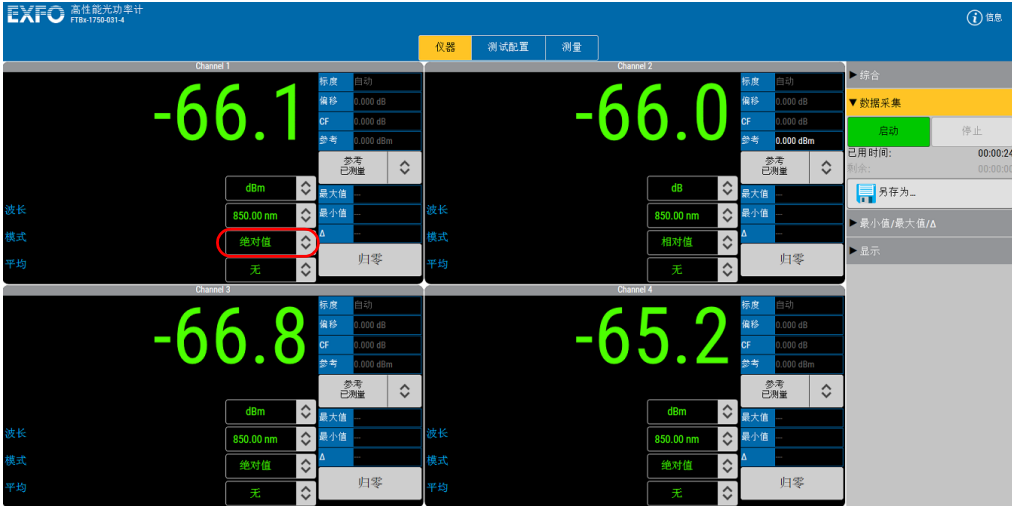 EXFO 高性能光功率计
FTBx-1750-031-4
信息
仪器 测试配置 测量
Channel 1
-66.1
标度 自动
偏移 0.000 dB
CF 0.000 dB
参考 0.000 dBm
参考
已测量
dBm
最大值 --
波长 850.00 nm
最小值 --
模式 绝对值
Δ --
平均 无
归零
Channel 2
-66.0
标度 自动
偏移 0.000 dB
CF 0.000 dB
参考 0.000 dBm
参考
已测量
dB
最大值 --
波长 850.00 nm
最小值 --
模式 相对值
Δ --
平均 无
归零
Channel 3
-66.8
标度 自动
偏移 0.000 dB
CF 0.000 dB
参考 0.000 dBm
参考
已测量
dBm
最大值 --
波长 850.00 nm
最小值 --
模式 绝对值
Δ --
平均 无
归零
Channel 4
-65.2
标度 自动
偏移 0.000 dB
CF 0.000 dB
参考 0.000 dBm
参考
已测量
dBm
最大值 --
波长 850.00 nm
最小值 --
模式 绝对值
Δ --
平均 无
归零
综合
数据采集
启动 停止
已用时间: 00:00:24
剩余: 00:00:00
另存为...
最小值/最大值/Δ
显示